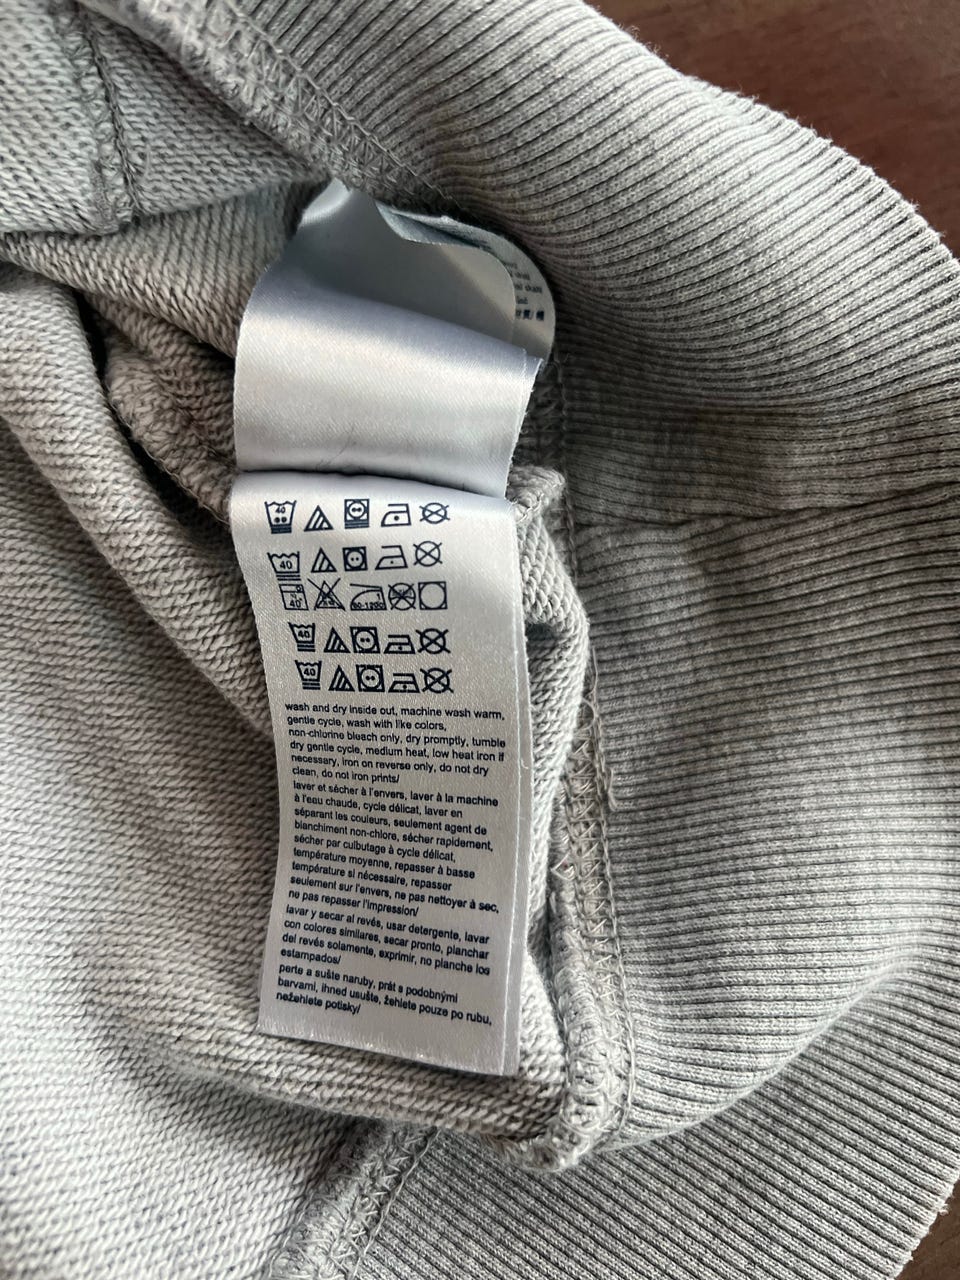 40
40
40°
40
40
wash and dry inside out, machine wash warm,
gentle cycle, wash with like colors,
non-chlorine bleach only, dry promptly, tumble
dry gentle cycle, medium heat, low heat iron if
necessary, iron on reverse only, do not dry
clean, do not iron prints/
laver et sécher à l'envers, laver à la machine
à l'eau chaude, cycle délicat, laver en
séparant les couleurs, seulement agent de
blanchiment non-chlore, sécher rapidement,
sécher par culbutage à cycle délicat,
température moyenne, repasser à basse
température si nécessaire, repasser
seulement sur l'envers, ne pas nettoyer à sec,
ne pas repasser l'impression/
lavar y secar al revés, usar detergente, lavar
con colores similares, secar pronto, planchar
del revés solamente, exprimir, no planche los
estampados/
perte a sušte naruby, prát s podobnými
barvami, ihned usušte, žehlete pouze po rubu,
nežehlete potisky/